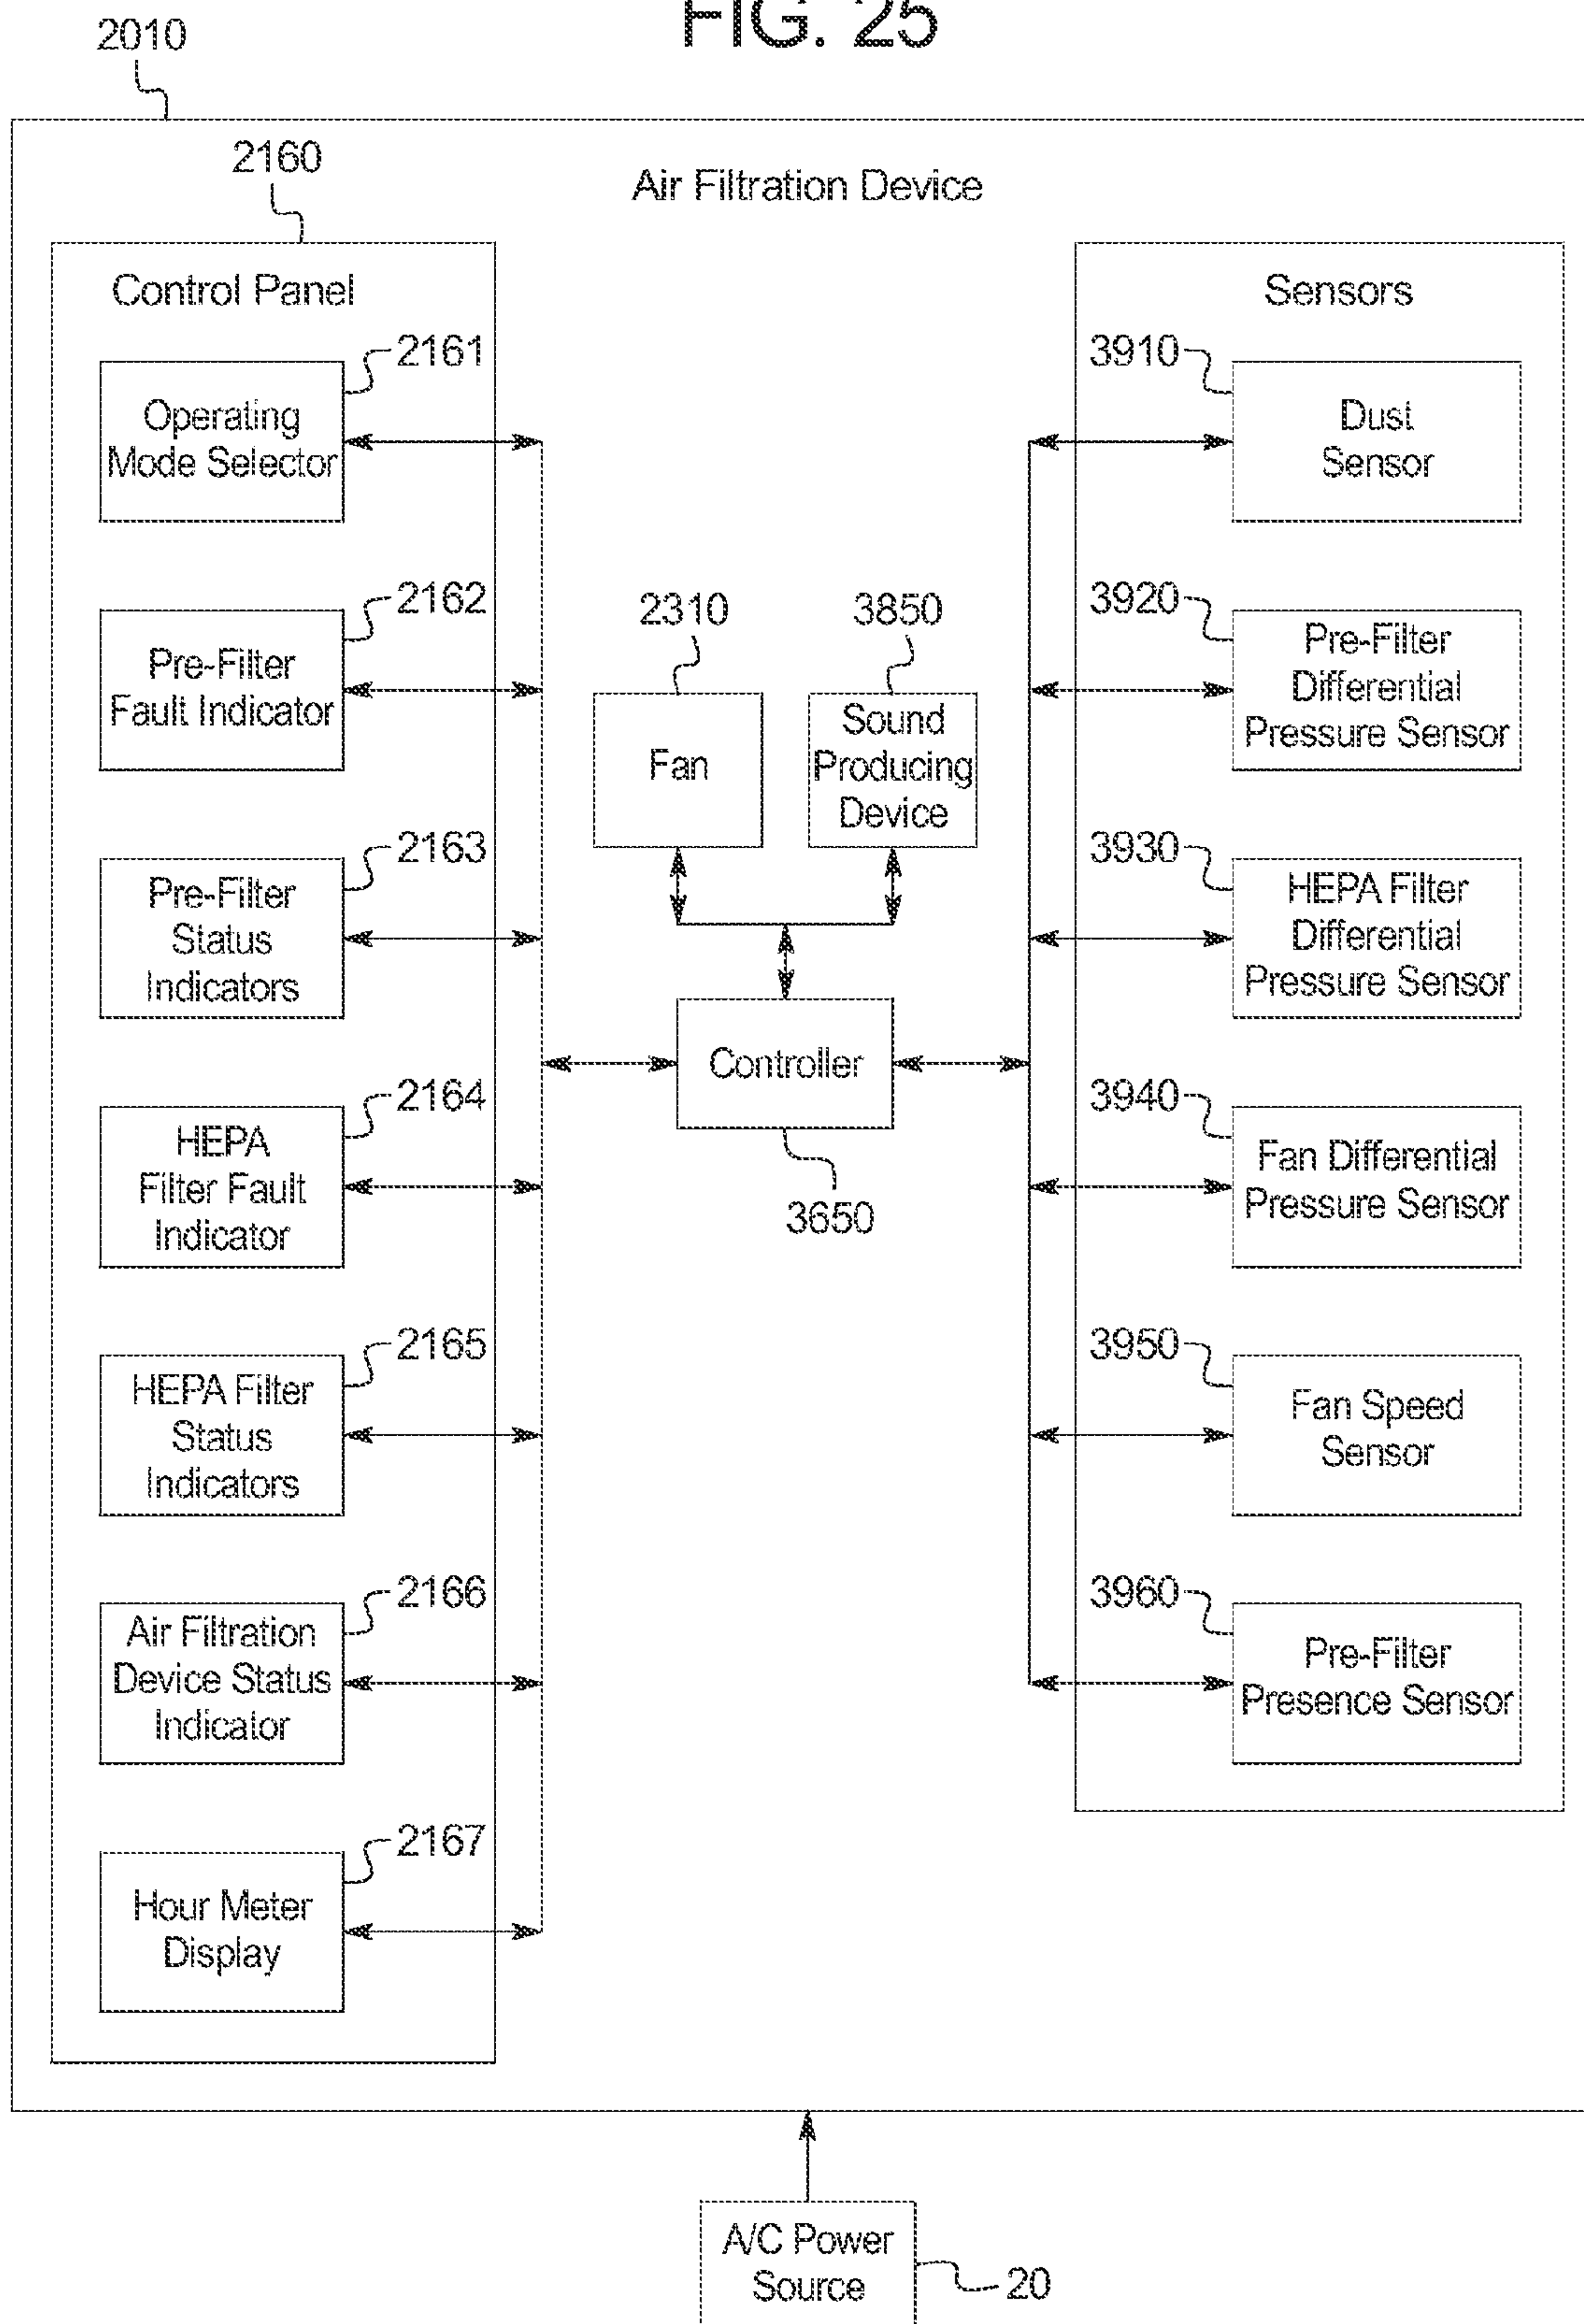 FIG. 25
2010
Air Filtration Device
2160
Control Panel
2161
Operating
Mode Selector
2162
Pre-Filter
Fault Indicator
2163
Pre-Filter
Status
Indicators
2164
HEPA
Filter Fault
Indicator
2165
HEPA Filter
Status
Indicators
2166
Air Filtration
Device Status
Indicator
2167
Hour Meter
Display
2310
Fan
3850
Sound
Producing
Device
Controller
3650
Sensors
3910
Dust
Sensor
3920
Pre-Filter
Differential
Pressure Sensor
3930
HEPA Filter
Differential
Pressure Sensor
3940
Fan Differential
Pressure Sensor
3950
Fan Speed
Sensor
3960
Pre-Filter
Presence Sensor
A/C Power
Source
20